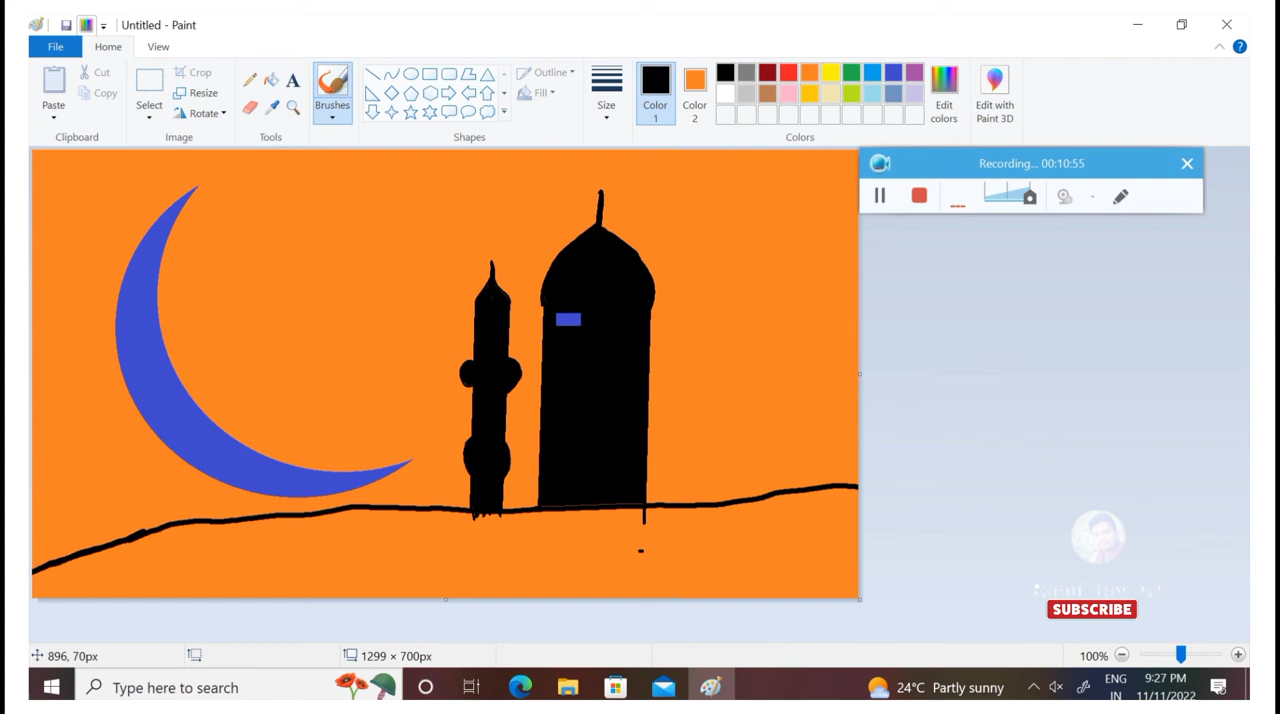 Untitled - Paint
File Home View
Paste
Cut
Copy
Clipboard
Select
Crop
Resize
Rotate
Image
A
Tools
Brushes
Shapes
Outline
Fill
Size
Color 1
Color 2
Colors
Edit colors
Edit with Paint 3D
Recording... 00:10:55
SUBSCRIBE
896, 70px
1299 × 700px
100%
Type here to search
24°C Partly sunny
ENG
IN
9:27 PM
11/11/2022